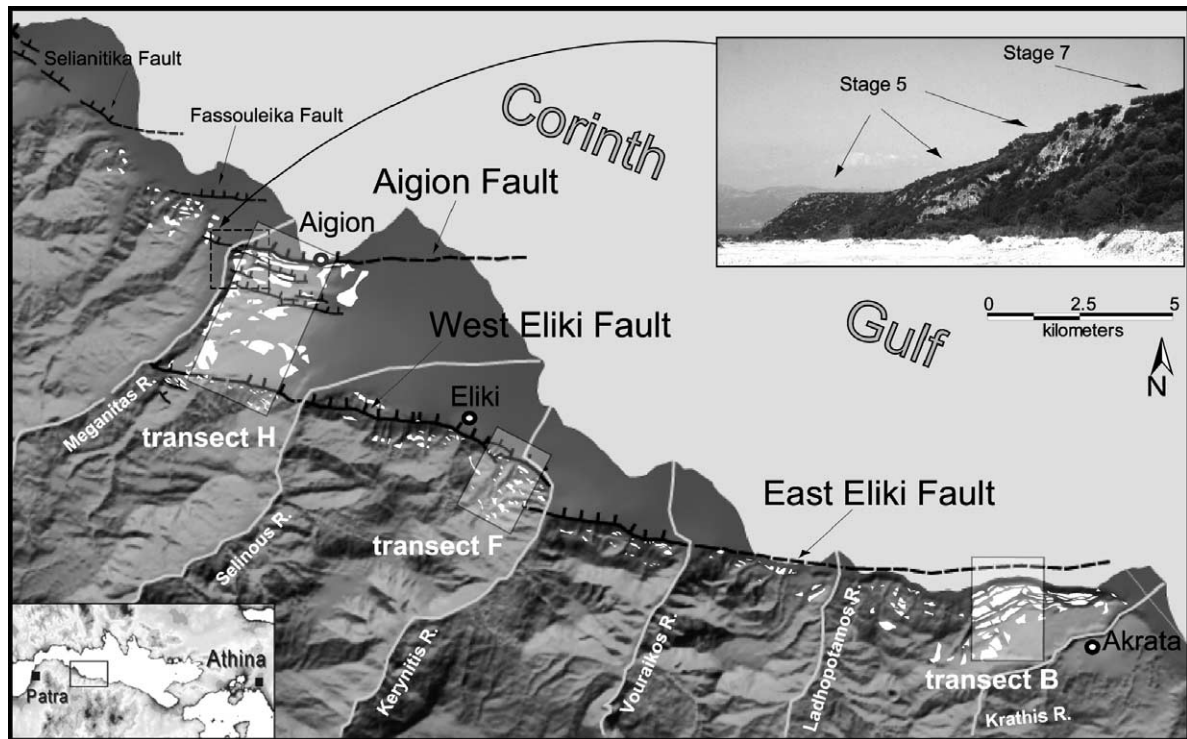 Selianitika Fault
Fassouleika Fault
Corinth
Gulf
Aigion Fault
Aigion
Stage 7
Stage 5
0 2.5 5
kilometers
N
West Eliki Fault
Eliki
Meganitas R.
transect H
Selinous R.
transect F
Kerynitis R.
East Eliki Fault
Vouraikos R.
Ladhopotamos R.
Akrata
transect B
Krathis R.
Athina
Patra